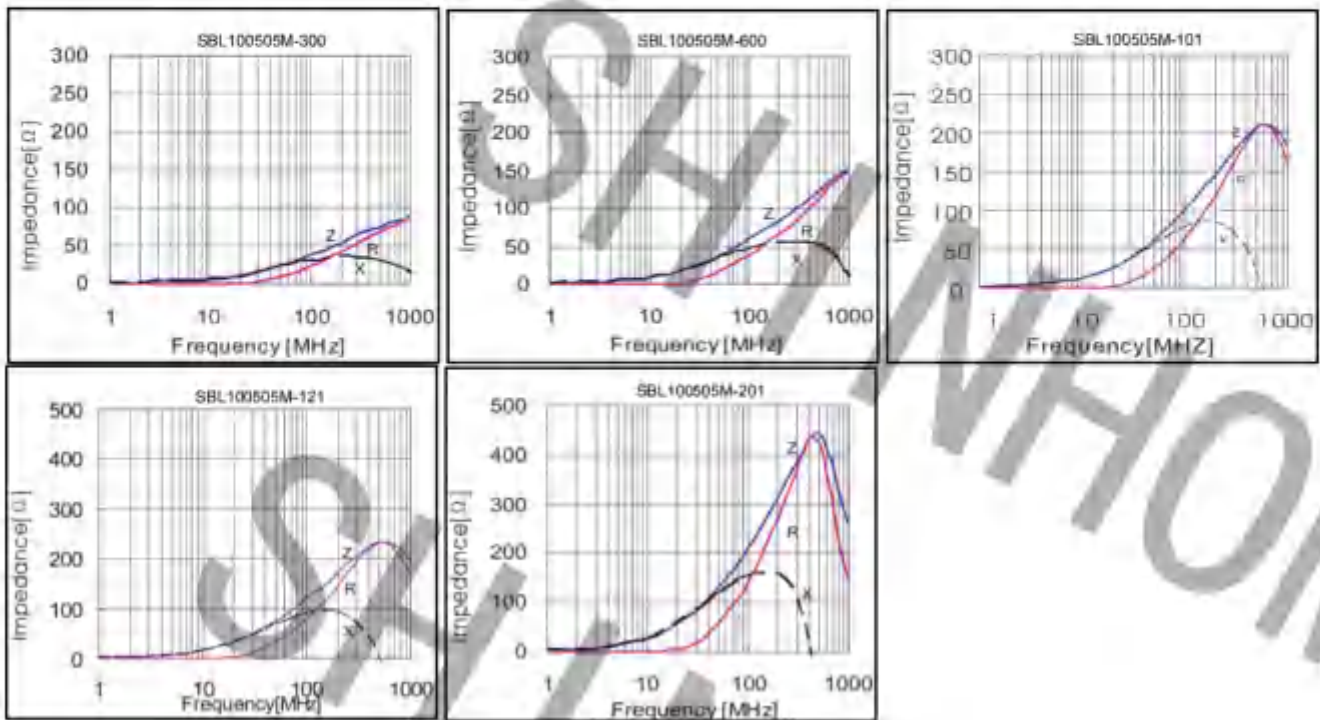 SBL100505M-300
300
250
200
150
100
50
0
Impedance[Ω]
Z
R
X
1 10 100 1000
Frequency[MHz]
SBL100505M-600
300
250
200
150
100
50
0
Impedance[Ω]
Z
R
X
1 10 100 1000
Frequency[MHz]
SBL100505M-101
300
250
200
150
100
50
0
Impedance[Ω]
Z
1 10 100 1000
Frequency[MHZ]
SBL100505M-121
500
400
300
200
100
0
Impedance[Ω]
Z
R
X
1 10 100 1000
Frequency[MHz]
SBL100505M-201
500
400
300
200
100
0
Impedance[Ω]
Z
R
X
1 10 100 1000
Frequency[MHz]